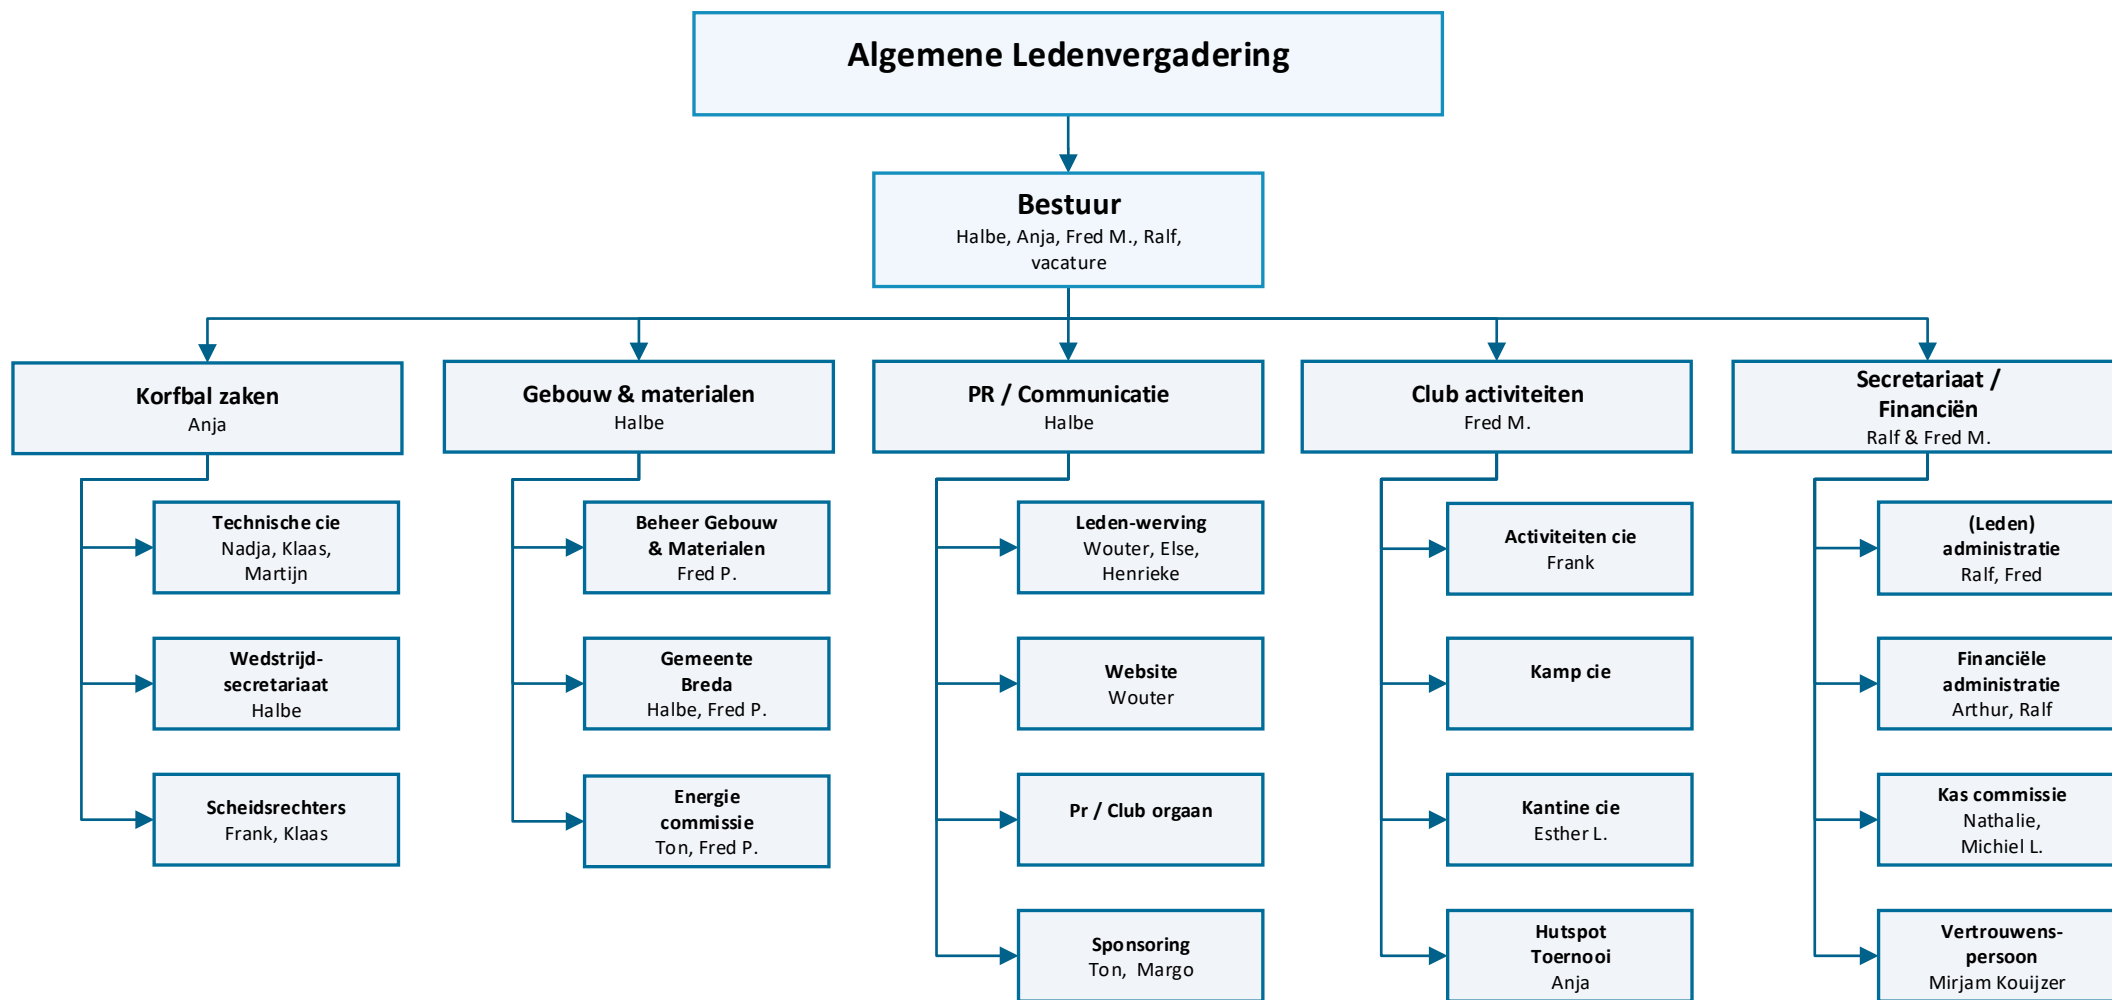 Algemene Ledenvergadering
Bestuur
Halbe, Anja, Fred M., Ralf,
vacature
Korfbal zaken
Anja
Gebouw & materialen
Halbe
PR / Communicatie
Halbe
Club activiteiten
Fred M.
Secretariaat /
Financiën
Ralf & Fred M.
Technische cie
Nadja, Klaas,
Martijn
Wedstrijd-
secretariaat
Halbe
Scheidsrechters
Frank, Klaas
Beheer Gebouw
& Materialen
Fred P.
Gemeente
Breda
Halbe, Fred P.
Energie
commissie
Ton, Fred P.
Leden-werving
Wouter, Else,
Henrieke
Website
Wouter
Pr / Club orgaan
Sponsoring
Ton, Margo
Activiteiten cie
Frank
Kamp cie
Kantine cie
Esther L.
Hutspot
Toernooi
Anja
(Leden)
administratie
Ralf, Fred
Financiële
administratie
Arthur, Ralf
Kas commissie
Nathalie,
Michiel L.
Vertrouwens-
persoon
Mirjam Kouijzer